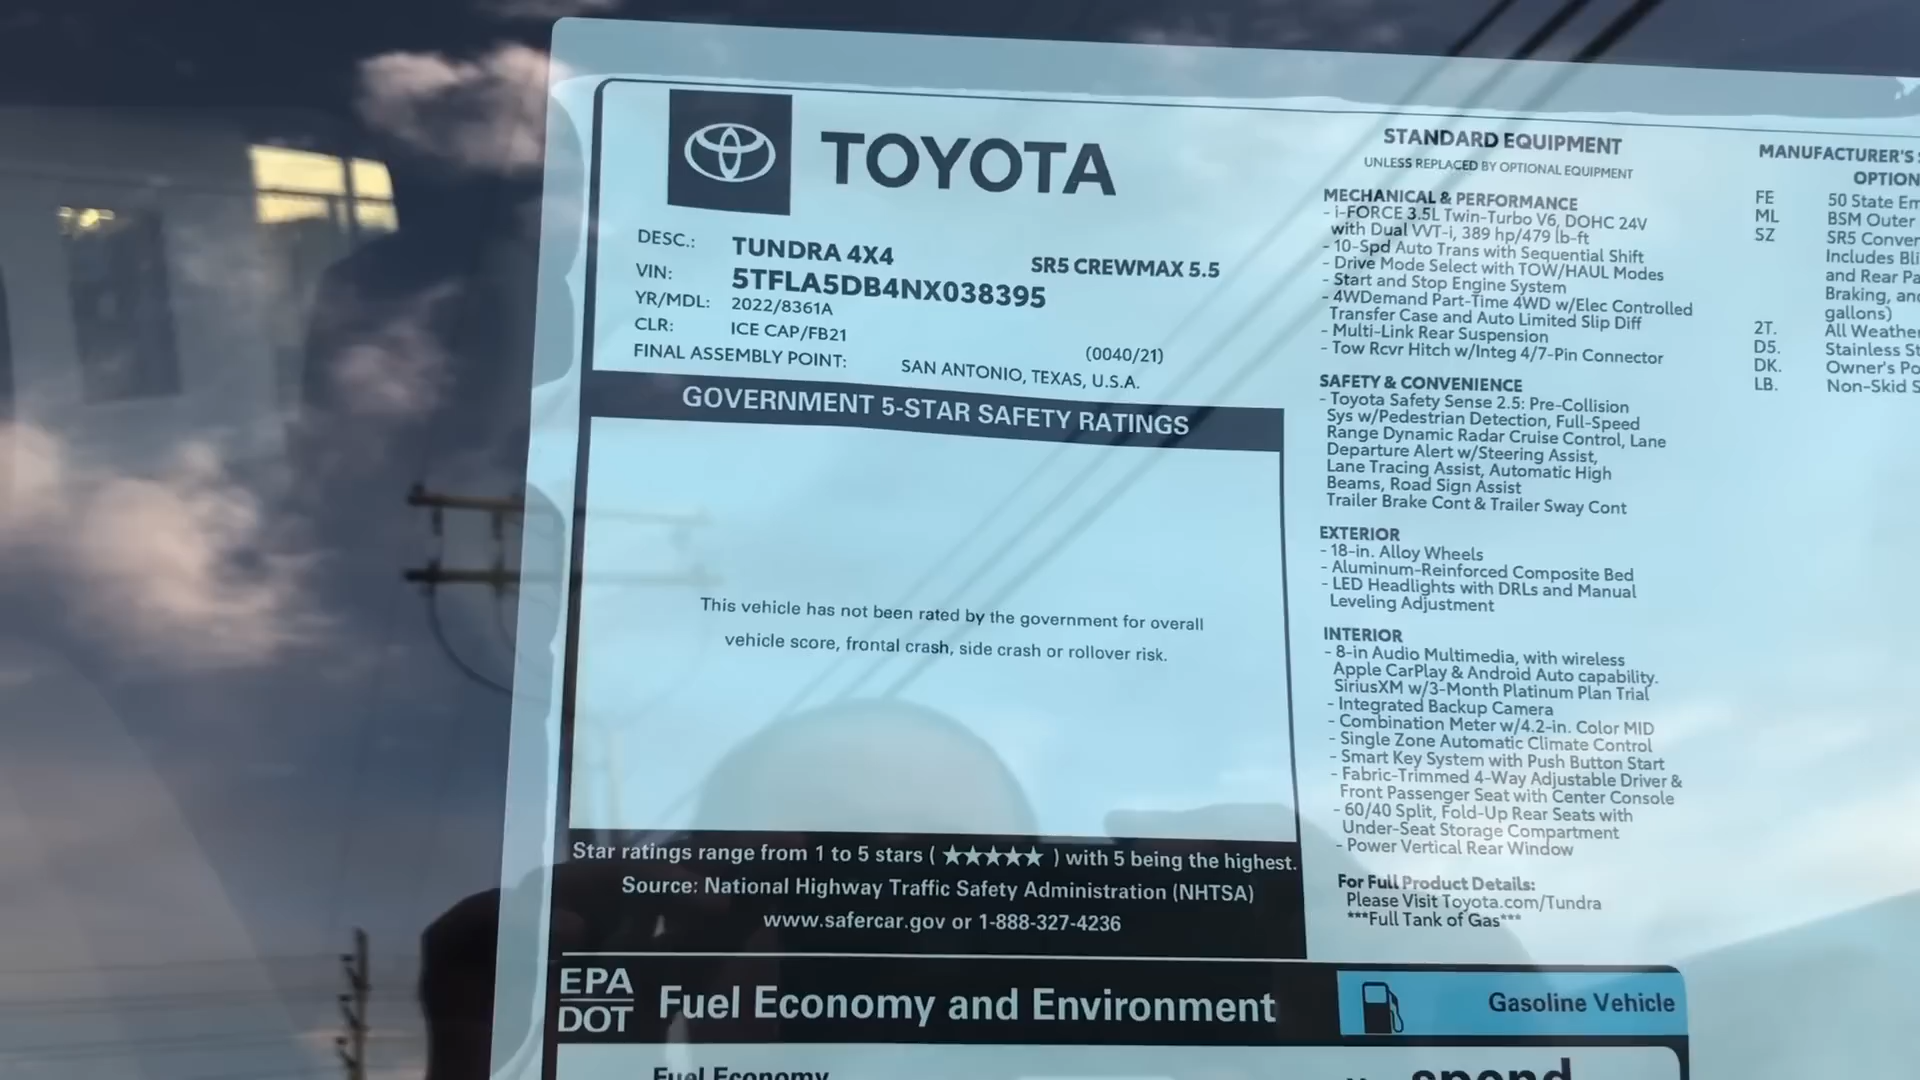 TOYOTA
DESC.: TUNDRA 4X4 SR5 CREWMAX 5.5
VIN: 5TFLA5DB4NX038395
YR/MDL: 2022/8361A
CLR: ICE CAP/FB21
(0040/21)
FINAL ASSEMBLY POINT: SAN ANTONIO, TEXAS, U.S.A.
GOVERNMENT 5-STAR SAFETY RATINGS
This vehicle has not been rated by the government for overall
vehicle score, frontal crash, side crash or rollover risk.
Star ratings range from 1 to 5 stars (★★★★★) with 5 being the highest.
Source: National Highway Traffic Safety Administration (NHTSA)
www.safercar.gov or 1-888-327-4236
EPA
DOT
Fuel Economy and Environment
Gasoline Vehicle
Fuel Economy
spend
STANDARD EQUIPMENT
UNLESS REPLACED BY OPTIONAL EQUIPMENT
MECHANICAL & PERFORMANCE
- i-FORCE 3.5L Twin-Turbo V6, DOHC 24V
with Dual VVT-i, 389 hp/479 lb-ft
- 10-Spd Auto Trans with Sequential Shift
- Drive Mode Select with TOW/HAUL Modes
- Start and Stop Engine System
- 4WDemand Part-Time 4WD w/Elec Controlled
Transfer Case and Auto Limited Slip Diff
- Multi-Link Rear Suspension
- Tow Rcvr Hitch w/Integ 4/7-Pin Connector
SAFETY & CONVENIENCE
- Toyota Safety Sense 2.5: Pre-Collision
Sys w/Pedestrian Detection, Full-Speed
Range Dynamic Radar Cruise Control, Lane
Departure Alert w/Steering Assist,
Lane Tracing Assist, Automatic High
Beams, Road Sign Assist
Trailer Brake Cont & Trailer Sway Cont
EXTERIOR
- 18-in. Alloy Wheels
- Aluminum-Reinforced Composite Bed
- LED Headlights with DRLs and Manual
Leveling Adjustment
INTERIOR
- 8-in Audio Multimedia, with wireless
Apple CarPlay & Android Auto capability.
SiriusXM w/3-Month Platinum Plan Trial
- Integrated Backup Camera
- Combination Meter w/4.2-in. Color MID
- Single Zone Automatic Climate Control
- Smart Key System with Push Button Start
- Fabric-Trimmed 4-Way Adjustable Driver &
Front Passenger Seat with Center Console
- 60/40 Split, Fold-Up Rear Seats with
Under-Seat Storage Compartment
- Power Vertical Rear Window
For Full Product Details:
Please Visit Toyota.com/Tundra
***Full Tank of Gas***
MANUFACTURER'S
OPTION
FE 50 State Em
ML BSM Outer
SZ SR5 Conver
Includes Bli
and Rear Pa
Braking, and
gallons)
2T. All Weather
D5. Stainless St
DK. Owner's Po
LB. Non-Skid S